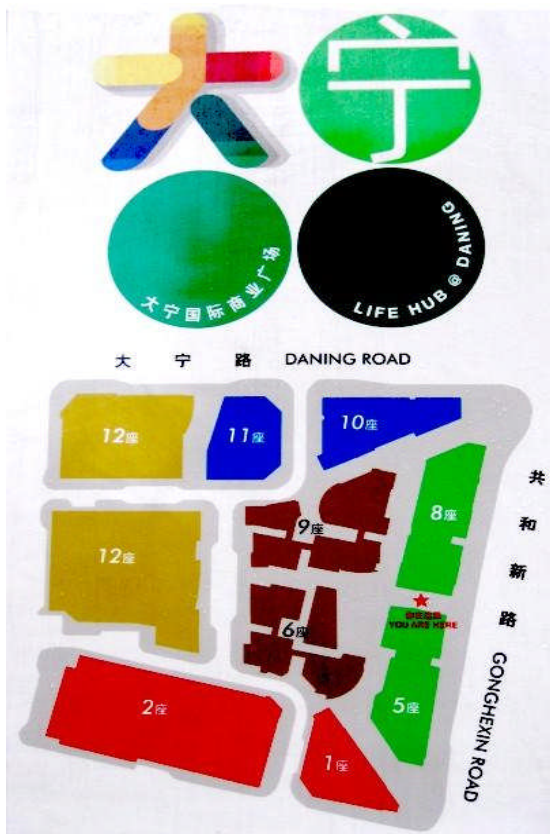 大宁
大宁国际商业广场
LIFE HUB @ DANING
大宁路 DANING ROAD
12座
11座
10座
9座
8座
12座
6座
YOU ARE HERE
2座
5座
1座
共和新路 GONGHEXIN ROAD